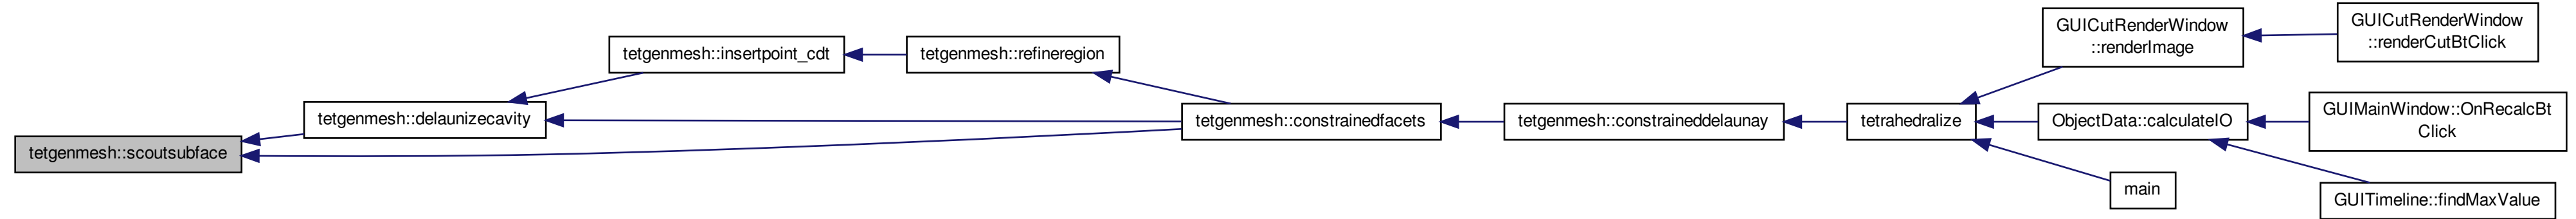 tetgenmesh::scoutsubface
tetgenmesh::delaunizecavity
tetgenmesh::insertpoint_cdt
tetgenmesh::refineregion
tetgenmesh::constrainedfacets
tetgenmesh::constraineddelaunay
tetrahedralize
GUICutRenderWindow
::renderImage
GUICutRenderWindow
::renderCutBtClick
ObjectData::calculateIO
GUIMainWindow::OnRecalcBt
Click
GUITimeline::findMaxValue
main